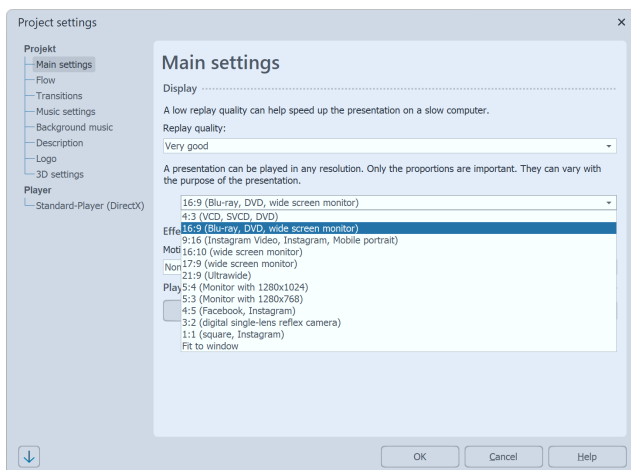 Project settings
Projekt
Main settings
Flow
Transitions
Music settings
Background music
Description
Logo
3D settings
Player
Standard-Player (DirectX)
Main settings
Display
A low replay quality can help speed up the presentation on a slow computer.
Replay quality:
Very good
A presentation can be played in any resolution. Only the proportions are important. They can vary with
the purpose of the presentation.
16:9 (Blu-ray, DVD, wide screen monitor)
4:3 (VCD, SVCD, DVD)
16:9 (Blu-ray, DVD, wide screen monitor)
Effe
9:16 (Instagram Video, Instagram, Mobile portrait)
Moti
16:10 (wide screen monitor)
Non
17:9 (wide screen monitor)
21:9 (Ultrawide)
Play
5:4 (Monitor with 1280x1024)
5:3 (Monitor with 1280x768)
4:5 (Facebook, Instagram)
3:2 (digital single-lens reflex camera)
1:1 (square, Instagram)
Fit to window
OK
Cancel
Help